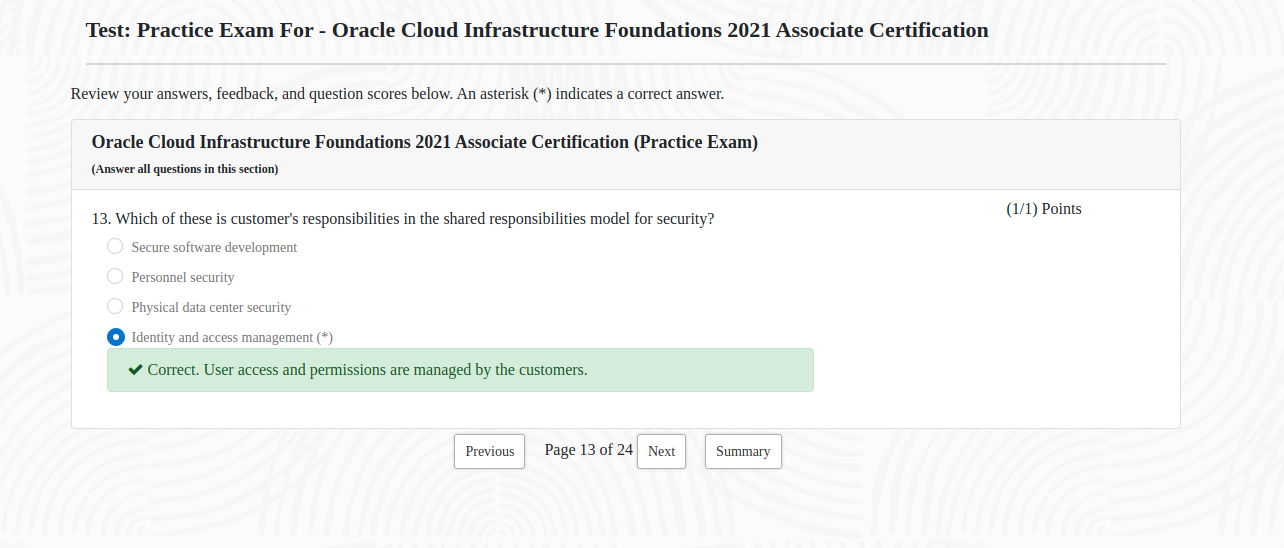 Test: Practice Exam For - Oracle Cloud Infrastructure Foundations 2021 Associate Certification
Review your answers, feedback, and question scores below. An asterisk (*) indicates a correct answer.
Oracle Cloud Infrastructure Foundations 2021 Associate Certification (Practice Exam)
(Answer all questions in this section)
13. Which of these is customer's responsibilities in the shared responsibilities model for security?
(1/1) Points
Secure software development
Personnel security
Physical data center security
Identity and access management (*)
Correct. User access and permissions are managed by the customers.
Previous Page 13 of 24 Next Summary